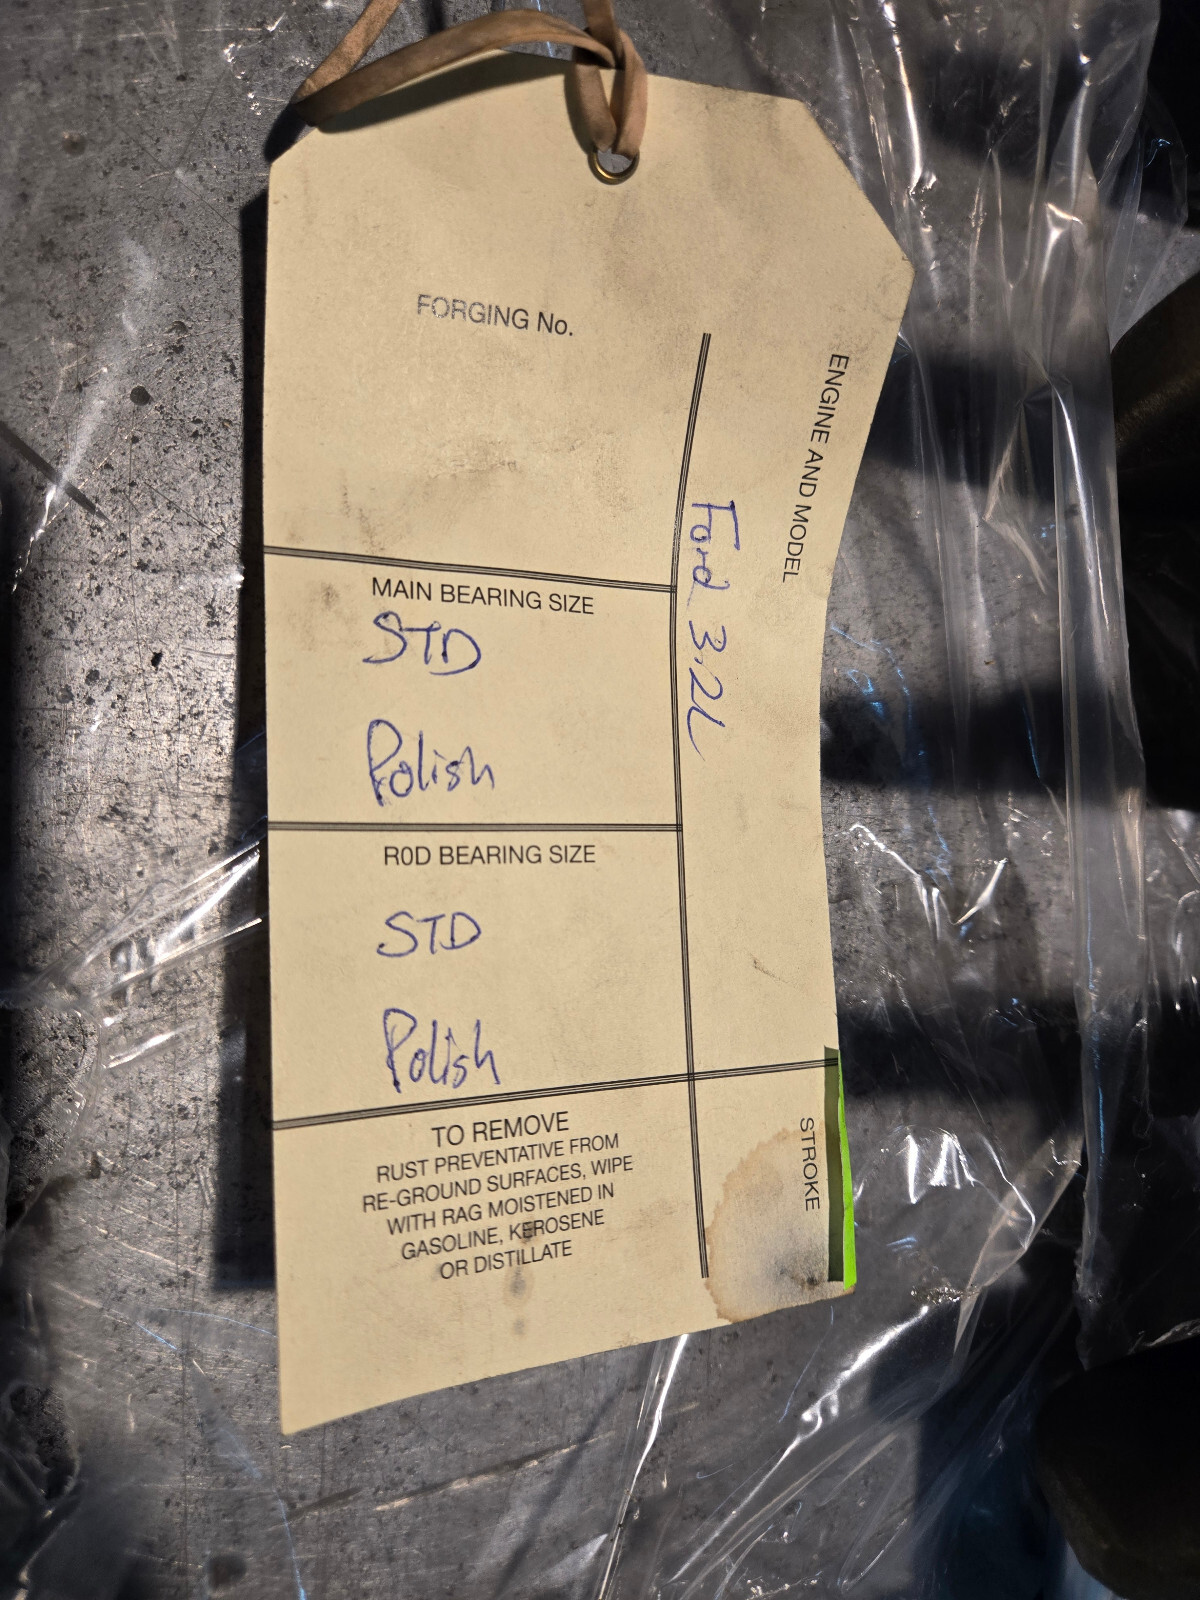 FORGING No.
ENGINE AND MODEL
Ford 3.2L
MAIN BEARING SIZE
STD
Polish
R0D BEARING SIZE
STD
Polish
TO REMOVE
RUST PREVENTATIVE FROM
RE-GROUND SURFACES, WIPE
WITH RAG MOISTENED IN
GASOLINE, KEROSENE
OR DISTILLATE
STROKE